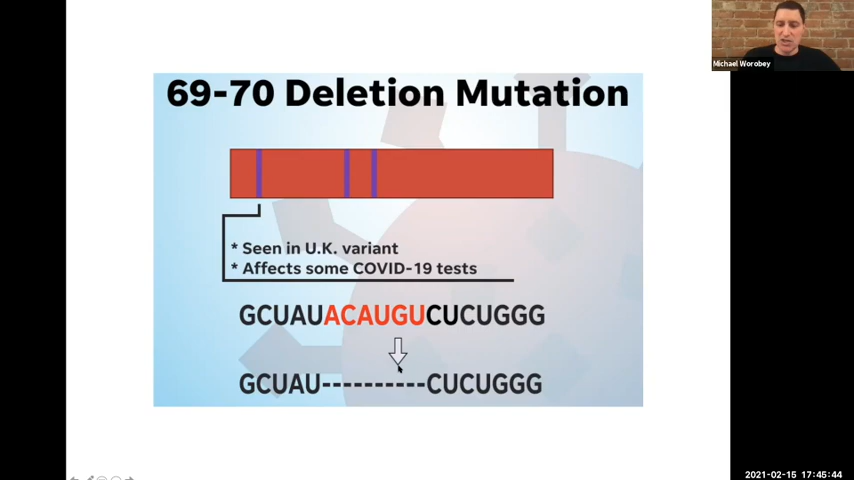 Michael Worobey
69-70 Deletion Mutation
* Seen in U.K. variant
* Affects some COVID-19 tests
GCUAUACAUGUCUCUGGG
GCUAU----------CUCUGGG
2021-02-15 17:45:44